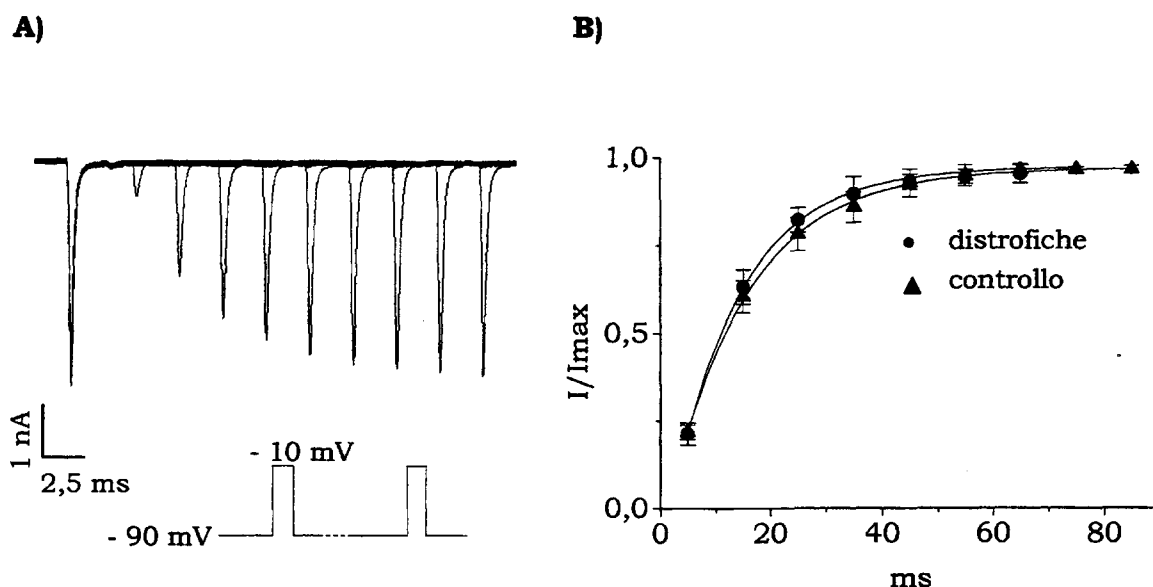 A)
1 nA
2,5 ms
- 10 mV
- 90 mV
B)
I/Imax
1,0
0,5
0,0
distrofiche
controllo
0
20
40
60
80
ms